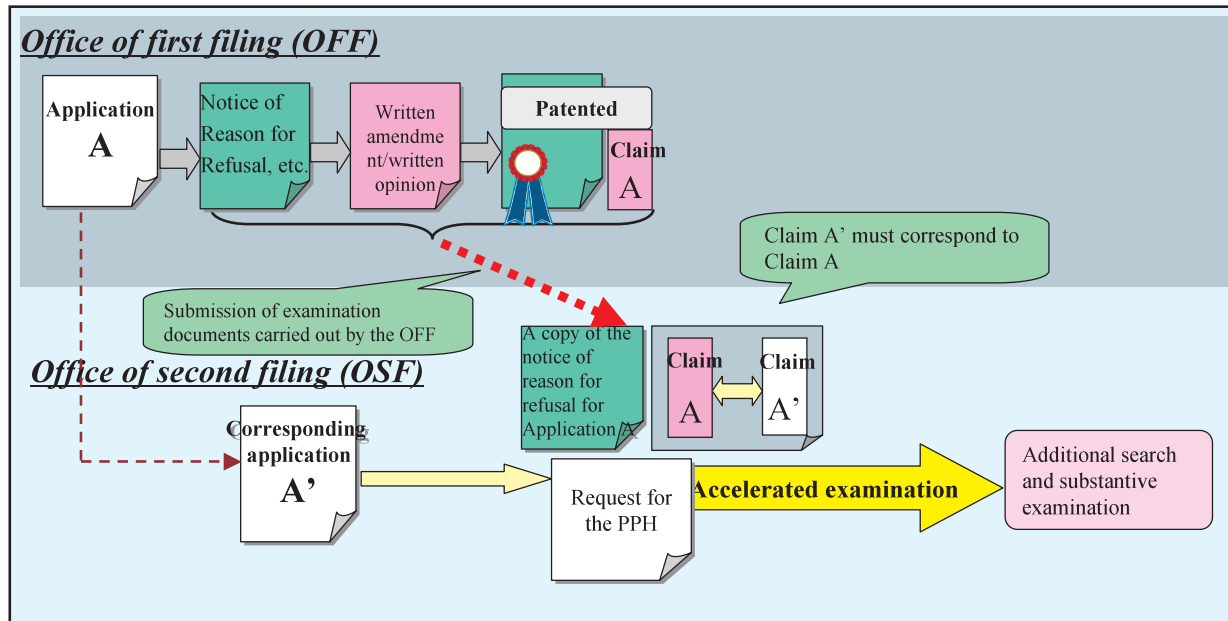 Office of first filing (OFF)
Application
A
Notice of
Reason for
Refusal, etc.
Written
amendme
nt/written
opinion
Patented
Claim
A
Claim A’ must correspond to
Claim A
Submission of examination
documents carried out by the OFF
Office of second filing (OSF)
A copy of the
notice of
reason for
refusal for
Application A
Claim
A
Claim
A’
Corresponding
application
A’
Request for
the PPH
Accelerated examination
Additional search
and substantive
examination